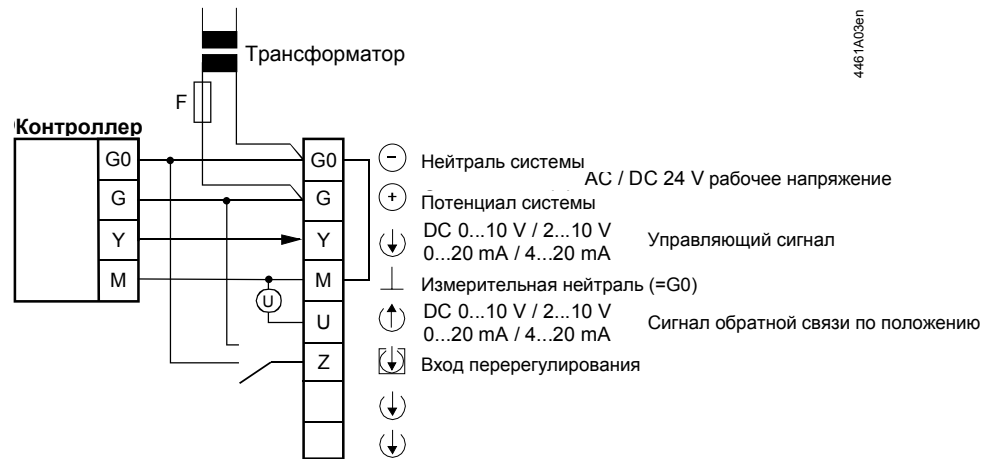 4461A03en
Трансформатор
F
Контроллер
G0
G
Y
M
G0
G
Y
M
U
Z
U
Нейтраль системы
AC / DC 24 V рабочее напряжение
Потенциал системы
DC 0...10 V / 2...10 V
0...20 mA / 4...20 mA
Управляющий сигнал
Измерительная нейтраль (=G0)
DC 0...10 V / 2...10 V
0...20 mA / 4...20 mA
Сигнал обратной связи по положению
Вход перерегулирования